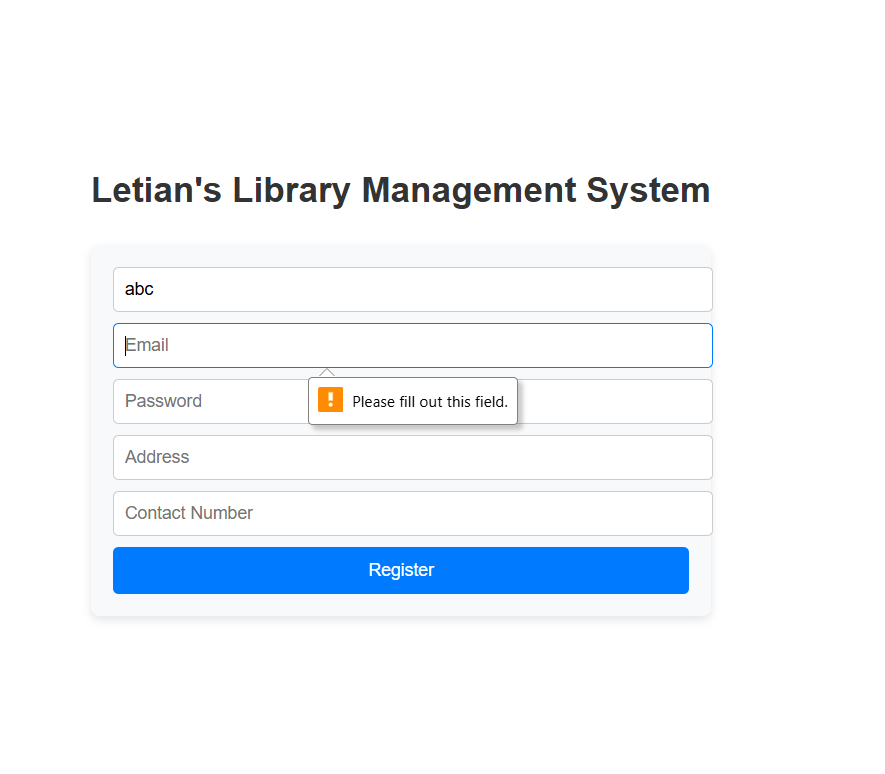 Letian's Library Management System
abc
Email
Please fill out this field.
Password
Address
Contact Number
Register